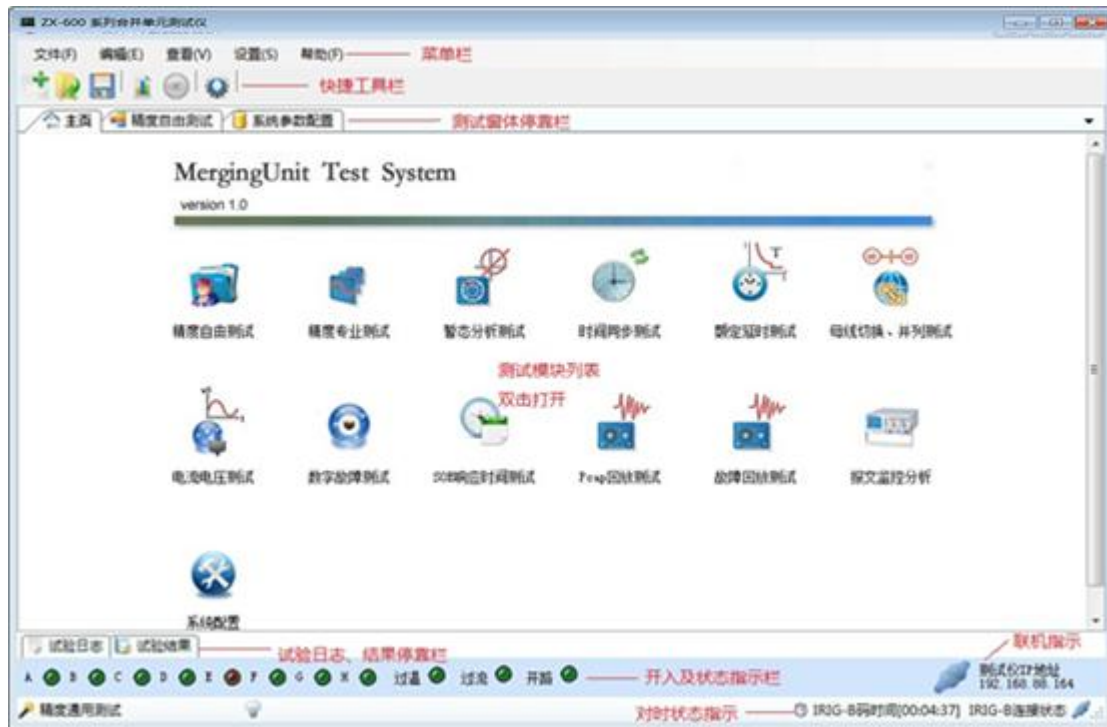 ZX-600 系列合并单元测试仪
文件(F) 编辑(E) 查看(V) 设置(S) 帮助(F) 菜单栏
快捷工具栏
主页 精度自由测试 系统参数配置 测试窗体停靠栏
MergingUnit Test System
version 1.0
精度自由测试 精度专业测试 暂态分析测试 时间同步测试 额定延时测试 母线切换、并列测试
测试模块列表
双击打开
电流电压测试 数字故障测试 SOE响应时间测试 Pcap回放测试 故障回放测试 报文监控分析
系统配置
试验日志 试验结果 试验日志、结果停靠栏 联机指示
A B C D E F G H 过温 过流 开路 开入及状态指示栏 测试仪IP地址
192.168.88.164
精度通用测试 对时状态指示 IRIG-B码时间[00:04:37] IRIG-B连接状态